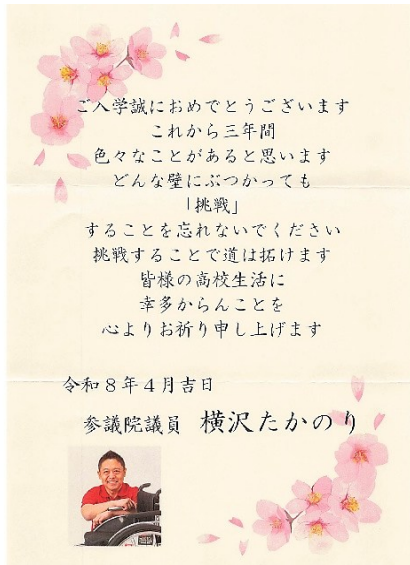 ご入学誠におめでとうございます
これから三年間
色々なことがあると思います
どんな壁にぶつかっても
「挑戦」
することを忘れないでください
挑戦することで道は拓けます
皆様の高校生活に
幸多からんことを
心よりお祈り申し上げます
令和８年４月吉日
参議院議員 横沢たかのり